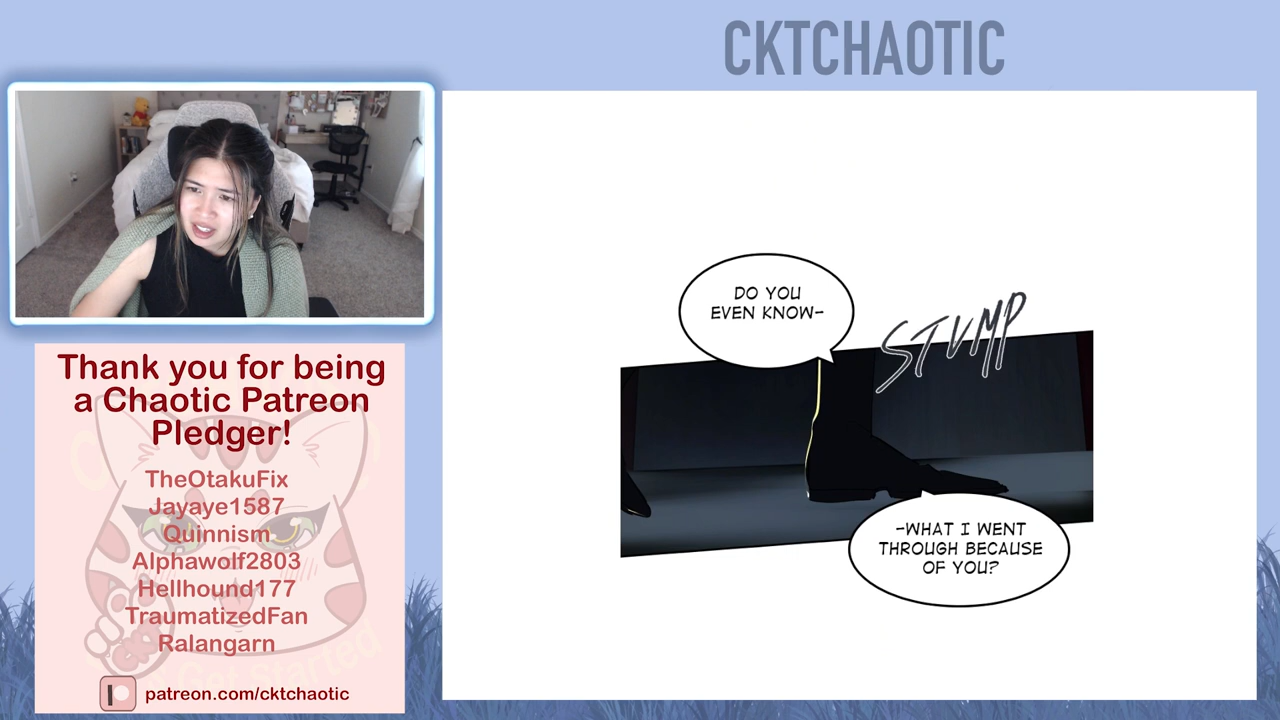 CKTCHAOTIC
Thank you for being
a Chaotic Patreon
Pledger!
TheOtakuFix
Jayaye1587
Quinnism
Alphawolf2803
Hellhound177
TraumatizedFan
Ralangarn
patreon.com/cktchaotic
DO YOU
EVEN KNOW-
STUMP
-WHAT I WENT
THROUGH BECAUSE
OF YOU?